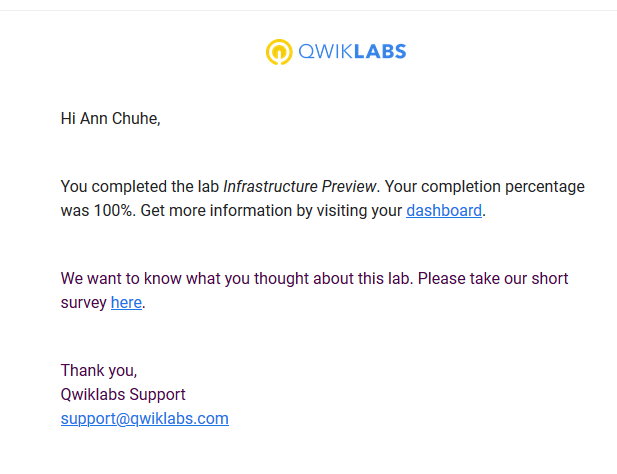 QWIKLABS
Hi Ann Chuhe,
You completed the lab Infrastructure Preview. Your completion percentage
was 100%. Get more information by visiting your dashboard.
We want to know what you thought about this lab. Please take our short
survey here.
Thank you,
Qwiklabs Support
support@qwiklabs.com